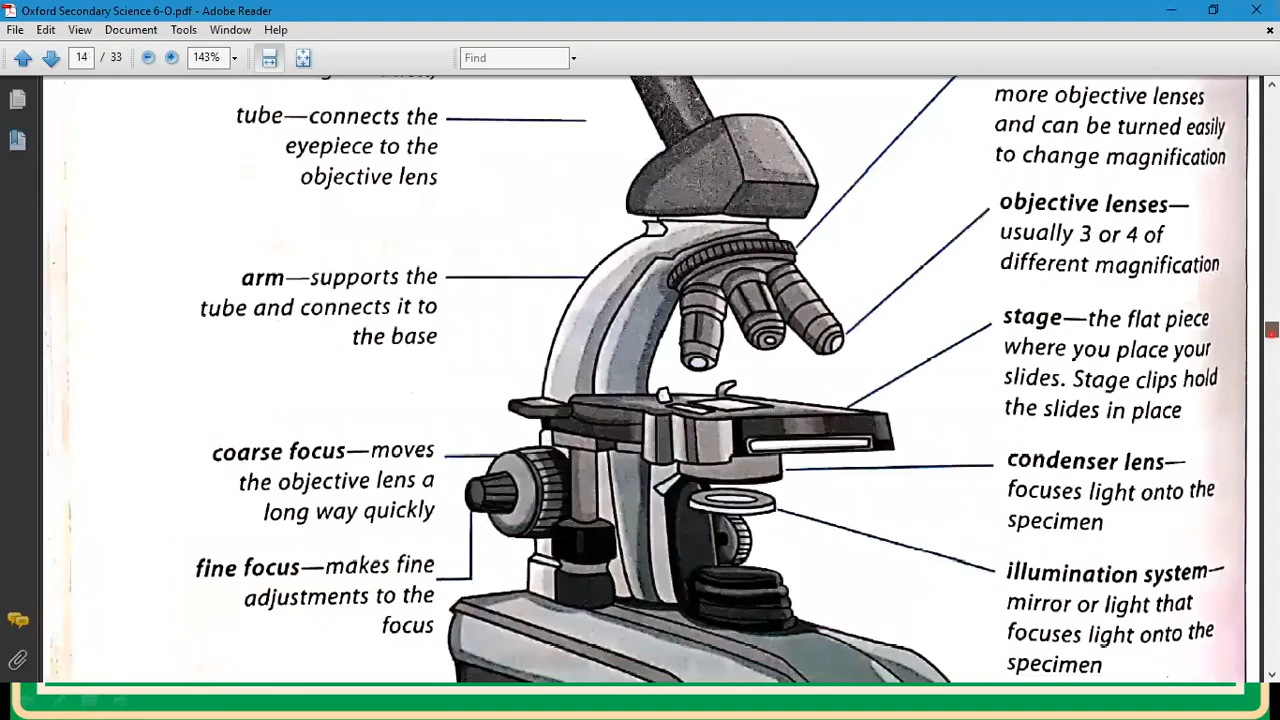 Oxford Secondary Science 6-O.pdf - Adobe Reader
File Edit View Document Tools Window Help
14 / 33 143% Find
tube—connects the
eyepiece to the
objective lens
arm—supports the
tube and connects it to
the base
coarse focus—moves
the objective lens a
long way quickly
fine focus—makes fine
adjustments to the
focus
more objective lenses
and can be turned easily
to change magnification
objective lenses—
usually 3 or 4 of
different magnification
stage—the flat piece
where you place your
slides. Stage clips hold
the slides in place
condenser lens—
focuses light onto the
specimen
illumination system—
mirror or light that
focuses light onto the
specimen